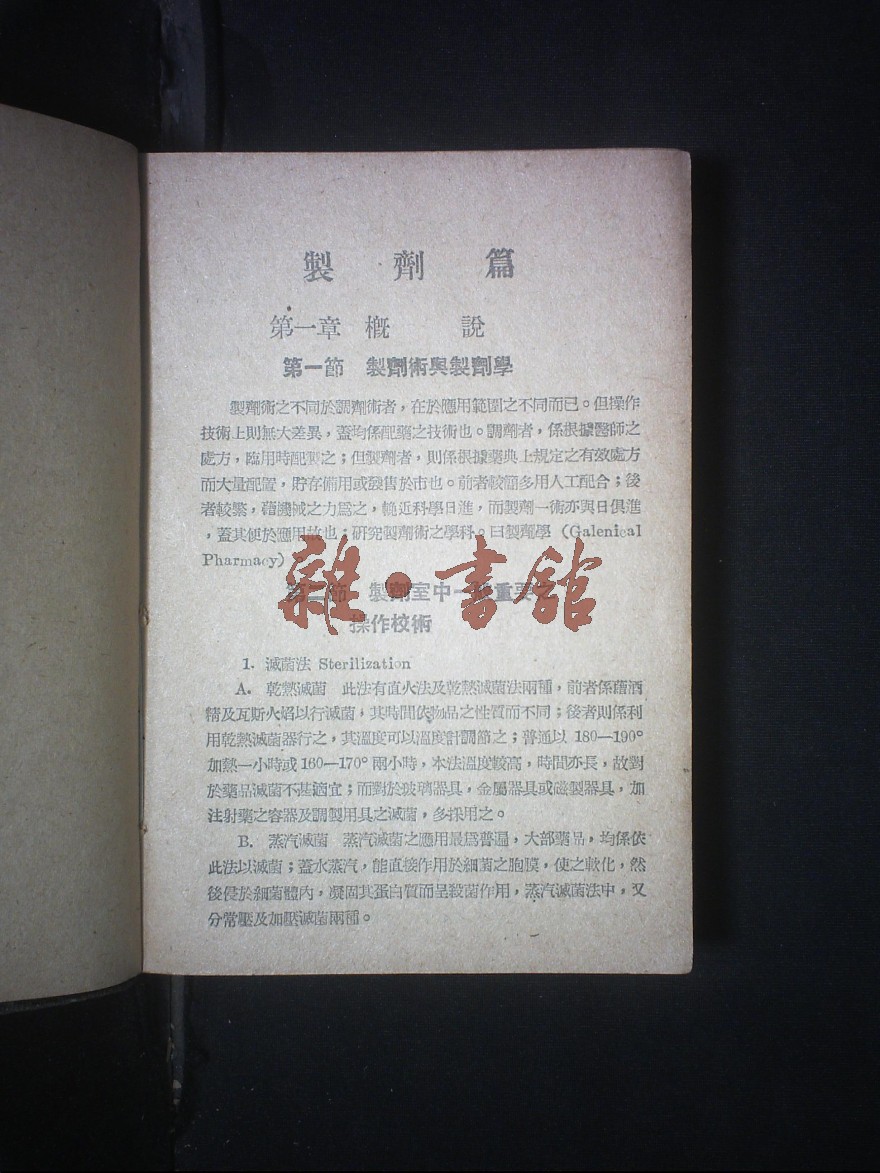 製劑篇
第一章 概 說
第一節 製劑術與製劑學
製劑術之不同於調劑術者，在於應用範圍之不同而已。但操作
技術上則無大差異，蓋均係配藥之技術也。調劑者，係根據醫師之
處方，臨用時配製之；但製劑者，則係根據藥典上規定之有效處方
而大量配置，貯存備用或發售於市也。前者較簡多用人工配合；後
者較繁，藉機械之力爲之，輓近科學日進，而製劑一術亦與日俱進
，蓋其便於應用故也；研究製劑術之學科。曰製劑學 (Galenical
Pharmacy)
第二節 製劑室中一般重要之
操作校術
雜·書館
1. 滅菌法 Sterilization
A. 乾熱滅菌 此法有直火法及乾熱滅菌法兩種，前者係藉酒
精及瓦斯火焰以行滅菌，其時間依物品之性質而不同；後者則係利
用乾熱滅菌器行之，其溫度可以溫度計調節之；普通以 180—190°
加熱一小時或 160—170° 兩小時，本法溫度較高，時間亦長，故對
於藥品滅菌不甚適宜；而對於玻璃器具，金屬器具或磁製器具，加
注射藥之容器及調製用具之滅菌，多採用之。
B. 蒸汽滅菌 蒸汽滅菌之應用最爲普遍，大部藥品，均係依
此法以滅菌；蓋水蒸汽，能直接作用於細菌之胞膜，使之軟化，然
後侵於細菌體內，凝固其蛋白質而呈殺菌作用，蒸汽滅菌法中，又
分常壓及加壓滅菌兩種。